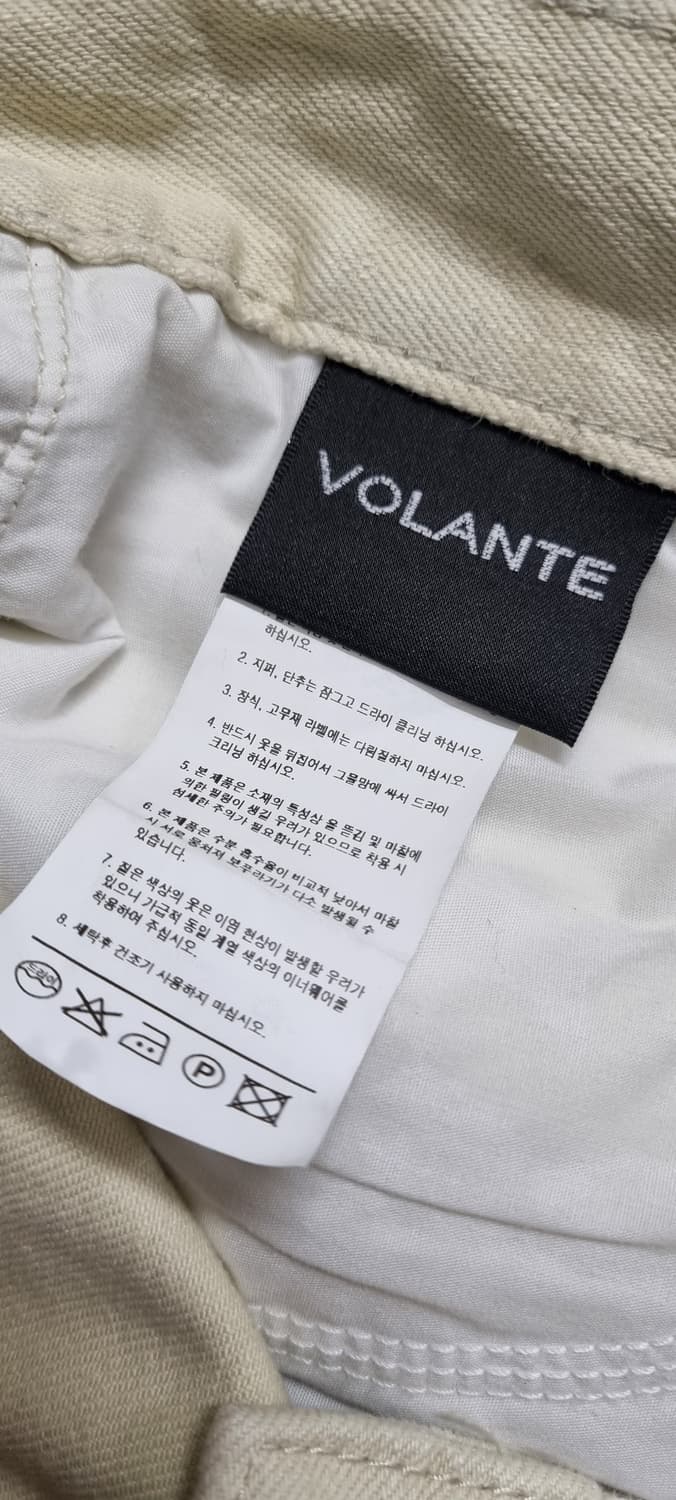 VOLANTE
하십시오.
2. 지퍼, 단추는 잠그고 드라이 클리닝 하십시오.
3. 장식, 고무재 라벨에는 다림질하지 마십시오.
4. 반드시 옷을 뒤집어서 그물망에 싸서 드라이
크리닝 하십시오.
5. 본 제품은 소재의 특성상 올 뜯김 및 마찰에
의한 필링이 생길 우려가 있으므로 착용 시
섬세한 주의가 필요합니다.
6. 본 제품은 수분 흡수율이 비교적 낮아서 마찰
시 서로 뭉쳐져 보푸라기가 다소 발생될 수
있습니다.
7. 짙은 색상의 옷은 이염 현상이 발생할 우려가
있으니 가급적 동일 계열 색상의 이너웨어를
착용하여 주십시오.
8. 세탁후 건조기 사용하지 마십시오.
드라이
P